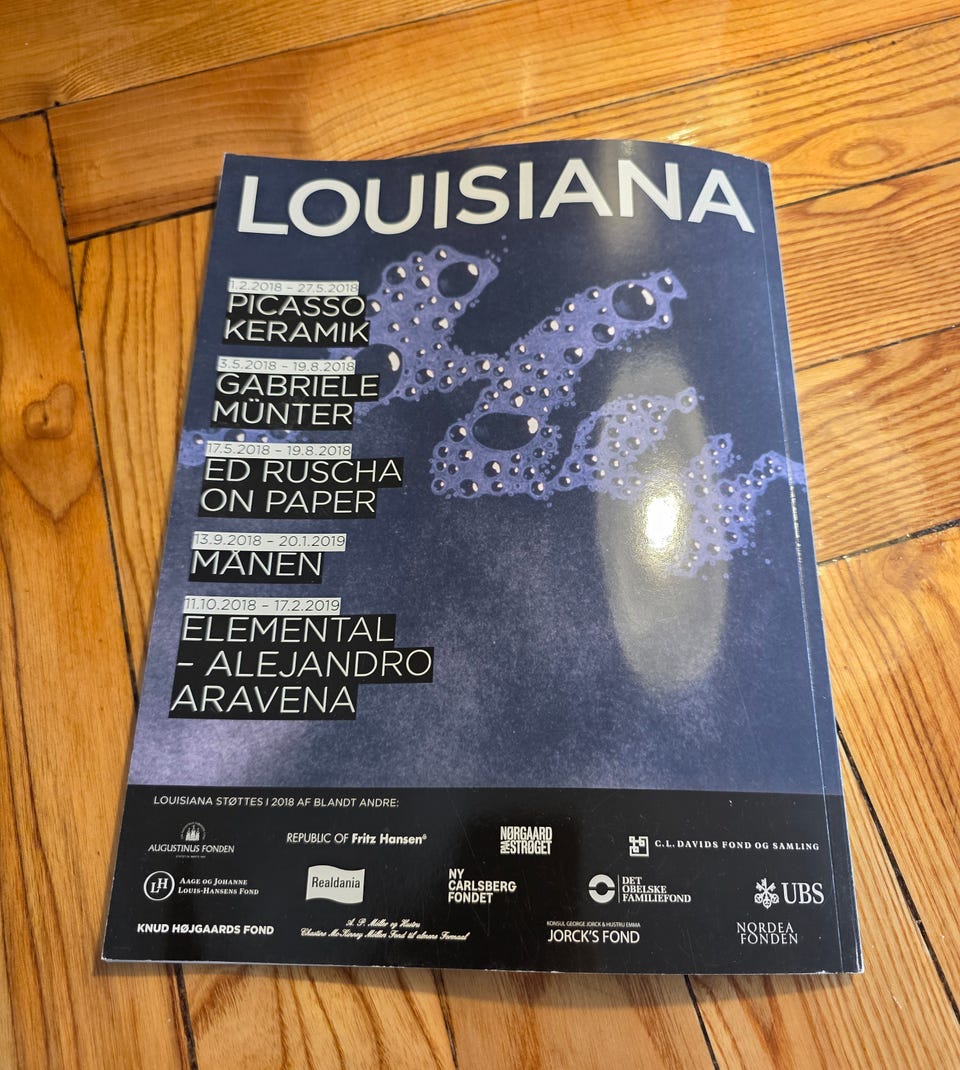 LOUISIANA
1.2.2018 – 27.5.2018
PICASSO
KERAMIK
3.5.2018 – 19.8.2018
GABRIELE
MÜNTER
17.5.2018 – 19.8.2018
ED RUSCHA
ON PAPER
13.9.2018 – 20.1.2019
MÅNEN
11.10.2018 – 17.2.2019
ELEMENTAL
– ALEJANDRO
ARAVENA
LOUISIANA STØTTES I 2018 AF BLANDT ANDRE:
AUGUSTINUS FONDEN
REPUBLIC OF Fritz Hansen®
NØRGAARD
PAA STRØGET
C.L. DAVIDS FOND OG SAMLING
LH
AAGE OG JOHANNE
LOUIS-HANSENS FOND
Realdania
NY
CARLSBERG
FONDET
DET
OBELSKE
FAMILIEFOND
UBS
KNUD HØJGAARDS FOND
A. P. Møller og Hustru
Chastine Mc-Kinney Møllers Fond til almene Formaal
KONSUL GEORGE JORCK & HUSTRU EMMA
JORCK'S FOND
NORDEA
FONDEN